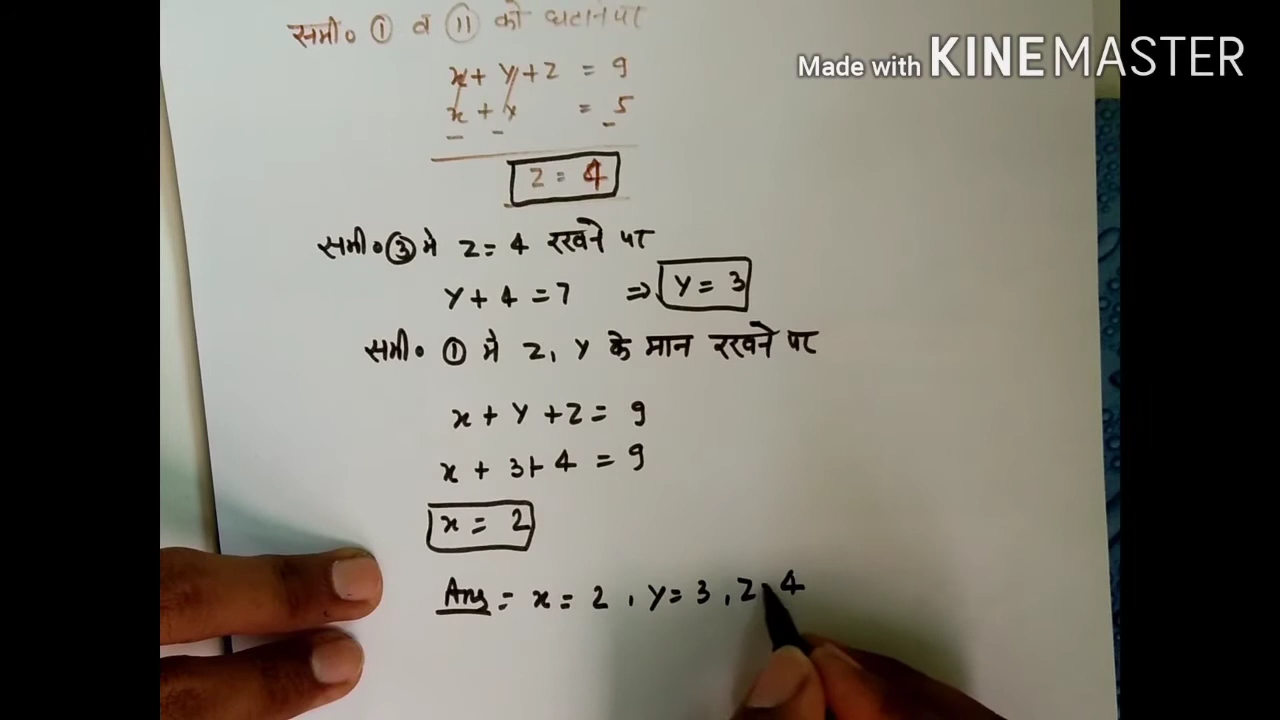 Made with KINEMASTER
समी० ① व ⑪ को घटाने पर
x + y + z = 9
x + y = 5
- - -
z = 4
समी० ③ मे z = 4 रखने पर
y + 4 = 7 ⇒ y = 3
समी० ① मे z, y के मान रखने पर
x + y + z = 9
x + 3 + 4 = 9
x = 2
Ans = x = 2, y = 3, z = 4